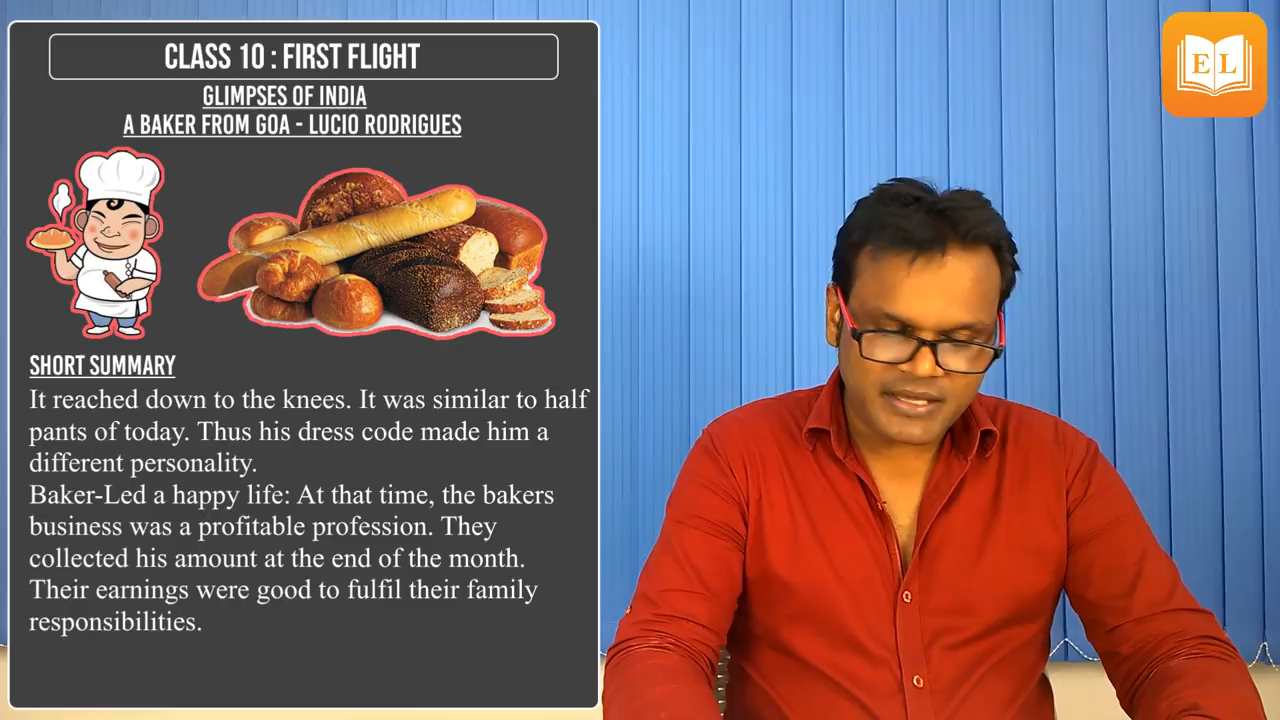 CLASS 10 : FIRST FLIGHT
GLIMPSES OF INDIA
A BAKER FROM GOA - LUCIO RODRIGUES
SHORT SUMMARY
It reached down to the knees. It was similar to half
pants of today. Thus his dress code made him a
different personality.
Baker-Led a happy life: At that time, the bakers
business was a profitable profession. They
collected his amount at the end of the month.
Their earnings were good to fulfil their family
responsibilities.
E L